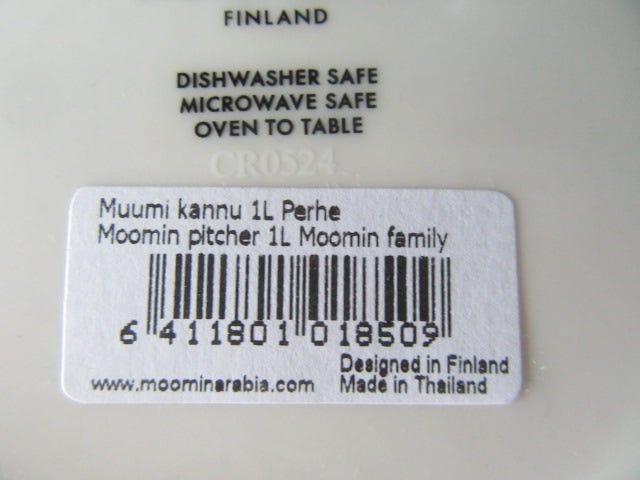 FINLAND
DISHWASHER SAFE
MICROWAVE SAFE
OVEN TO TABLE
CR0524
Muumi kannu 1L Perhe
Moomin pitcher 1L Moomin family
6 411801 018509
Designed in Finland
www.moominarabia.com Made in Thailand